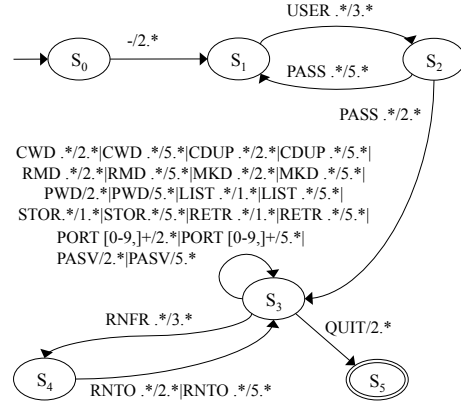 USER .*/3.*
-/2.*
S0
S1
S2
PASS .*/5.*
PASS .*/2.*
CWD .*/2.*|CWD .*/5.*|CDUP .*/2.*|CDUP .*/5.*|
RMD .*/2.*|RMD .*/5.*|MKD .*/2.*|MKD .*/5.*|
PWD/2.*|PWD/5.*|LIST .*/1.*|LIST .*/5.*|
STOR.*/1.*|STOR.*/5.*|RETR .*/1.*|RETR .*/5.*|
PORT [0-9,]+/2.*|PORT [0-9,]+/5.*|
PASV/2.*|PASV/5.*
S3
RNFR .*/3.*
QUIT/2.*
S4
S5
RNTO .*/2.*|RNTO .*/5.*